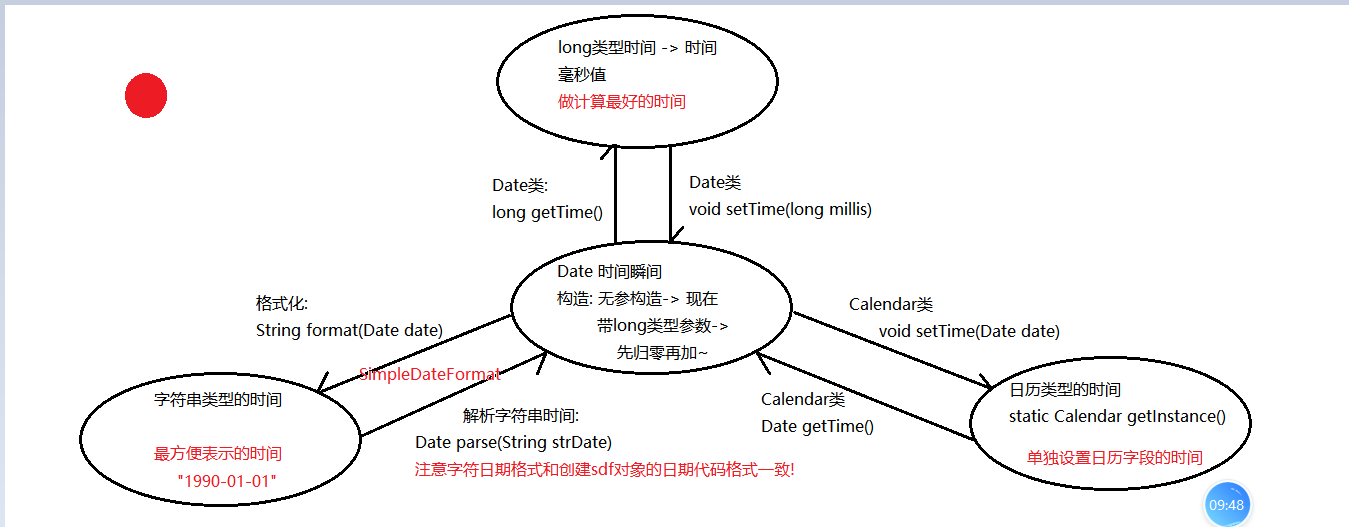 long类型时间 -> 时间
毫秒值
做计算最好的时间
Date类:
long getTime()
Date类
void setTime(long millis)
Date 时间瞬间
构造: 无参构造-> 现在
带long类型参数->
先归零再加~
格式化:
String format(Date date)
SimpleDateFormat
Calendar类
void setTime(Date date)
字符串类型的时间
最方便表示的时间
"1990-01-01"
解析字符串时间:
Date parse(String strDate)
注意字符日期格式和创建sdf对象的日期代码格式一致!
Calendar类
Date getTime()
日历类型的时间
static Calendar getInstance()
单独设置日历字段的时间
09:48